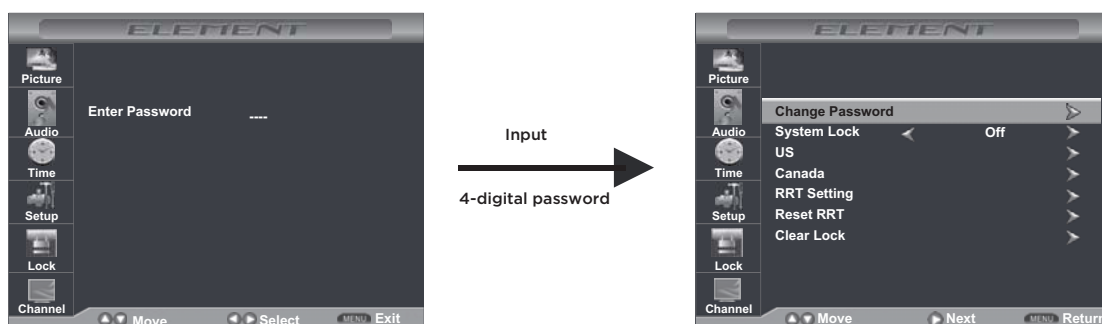 ELEMENT
Picture
Audio
Time
Setup
Lock
Channel
Enter Password ----
Move Select MENU Exit
Input
4-digital password
ELEMENT
Picture
Audio
Time
Setup
Lock
Channel
Change Password
System Lock Off
US
Canada
RRT Setting
Reset RRT
Clear Lock
Move Next MENU Return